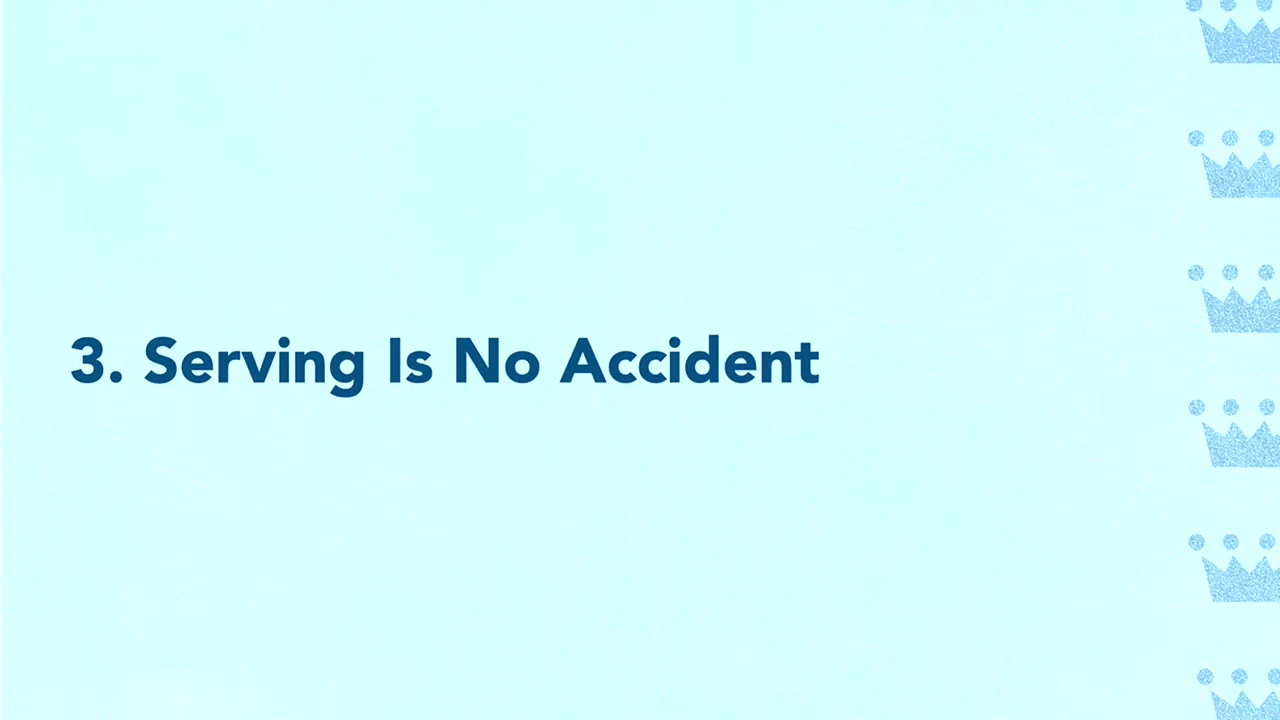 3. Serving Is No Accident